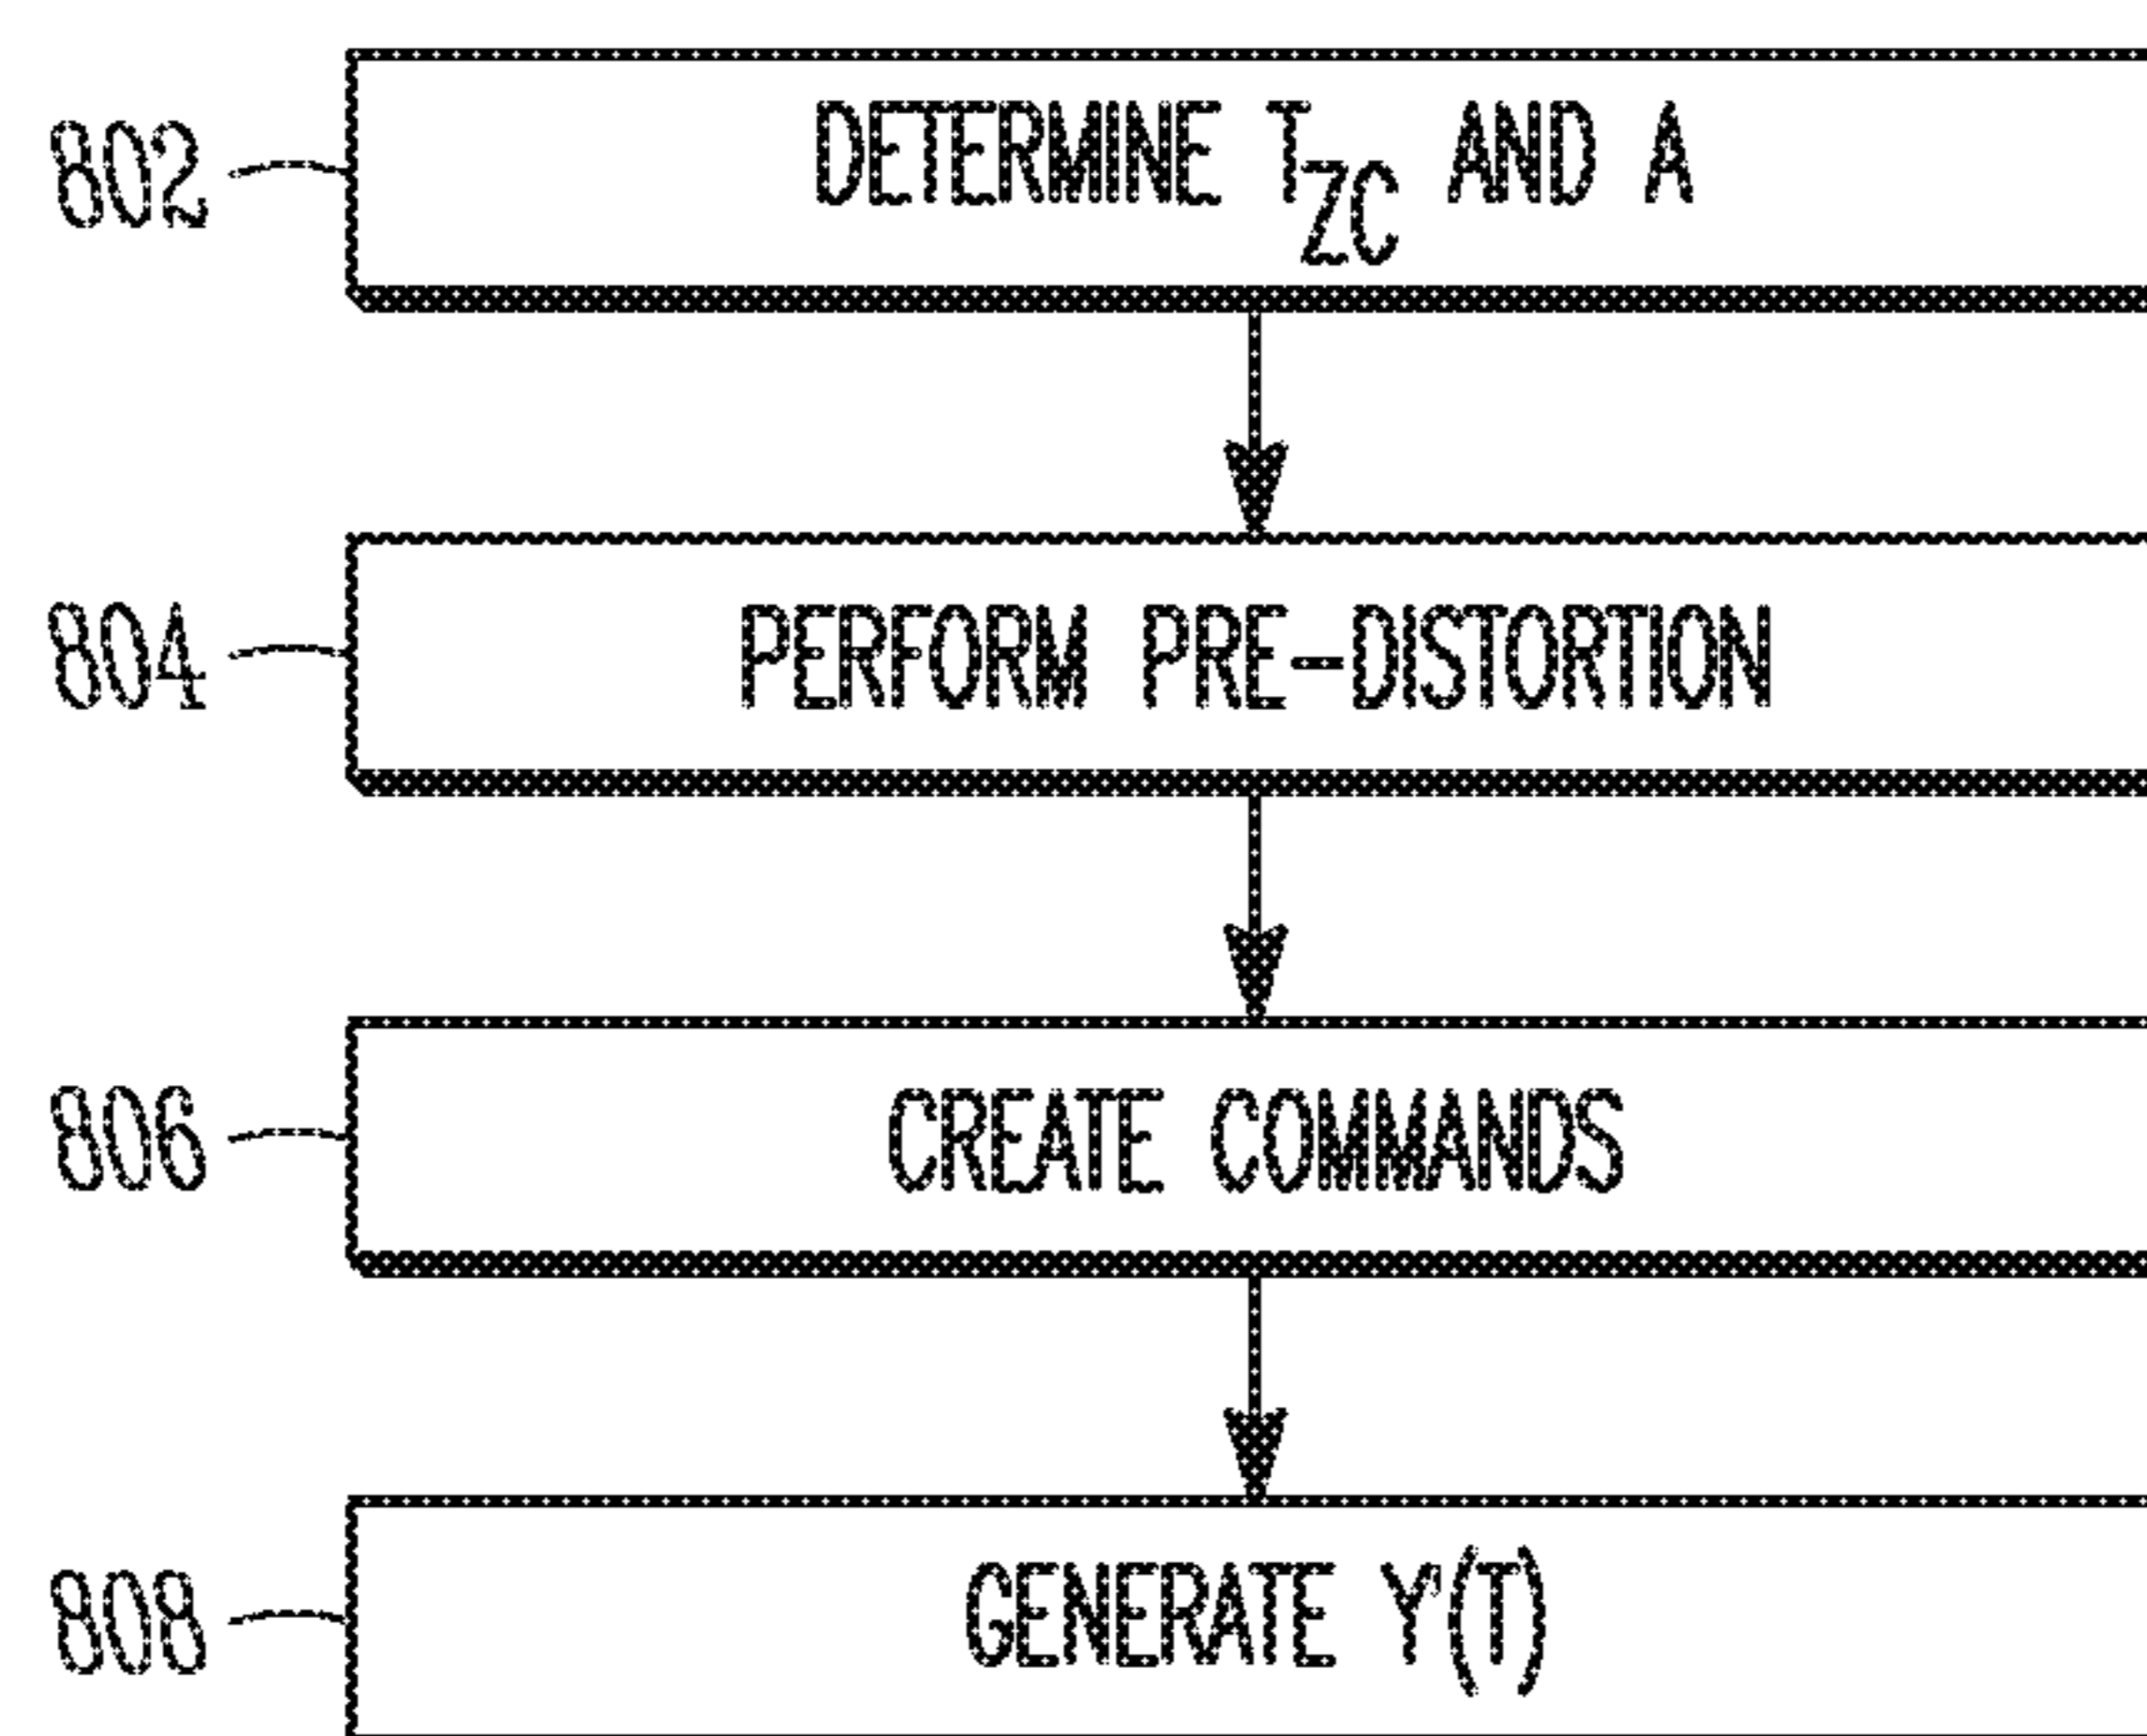 802 DETERMINE T_ZC AND A
804 PERFORM PRE-DISTORTION
806 CREATE COMMANDS
808 GENERATE Y(T)